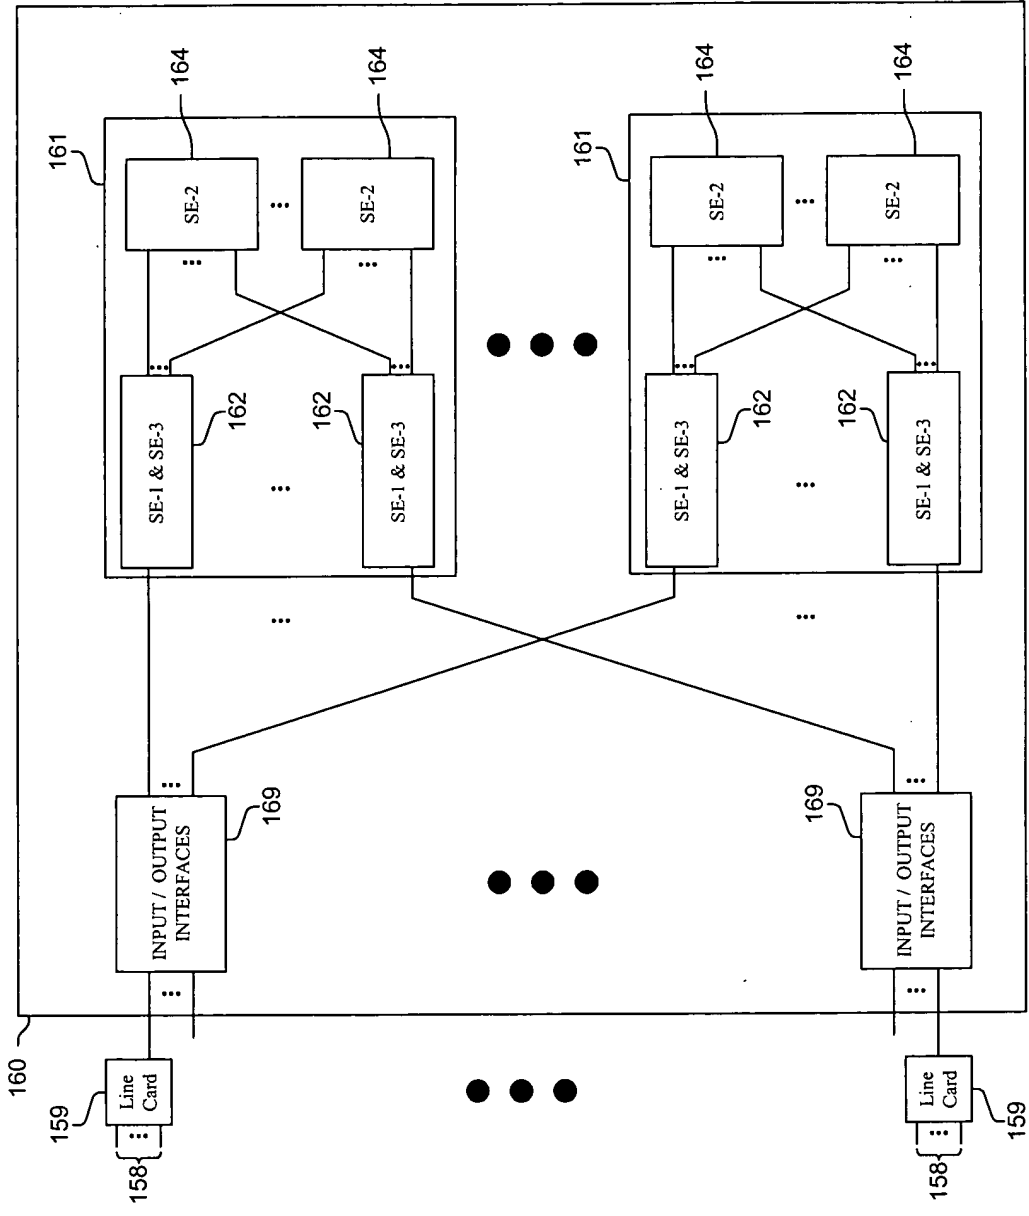 160
159
161
158
Line
Card
INPUT / OUTPUT
INTERFACES
SE-1 & SE-3
SE-2
164
169
162
162
SE-1 & SE-3
SE-2
164
161
SE-1 & SE-3
SE-2
164
162
169
162
158
Line
Card
INPUT / OUTPUT
INTERFACES
SE-1 & SE-3
SE-2
164
159